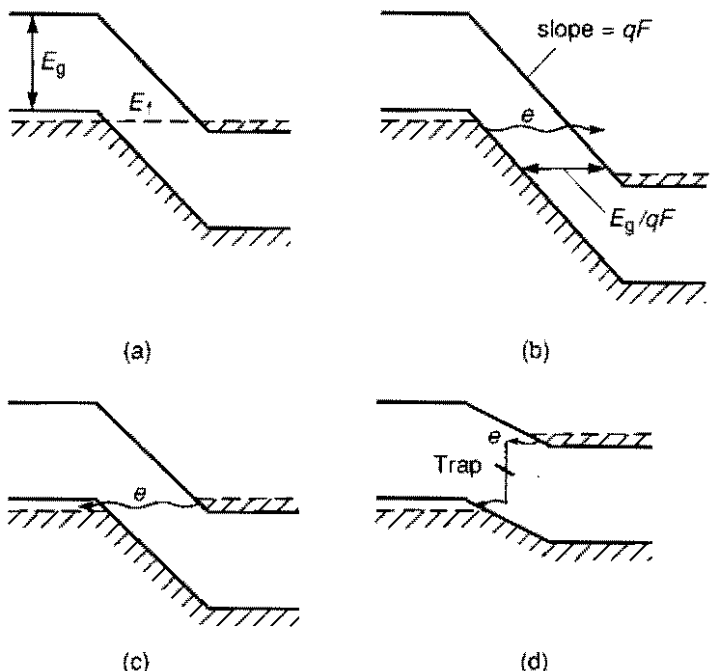 E_g
E_f
(a)
slope = qF
e
E_g/qF
(b)
e
(c)
e
Trap
(d)